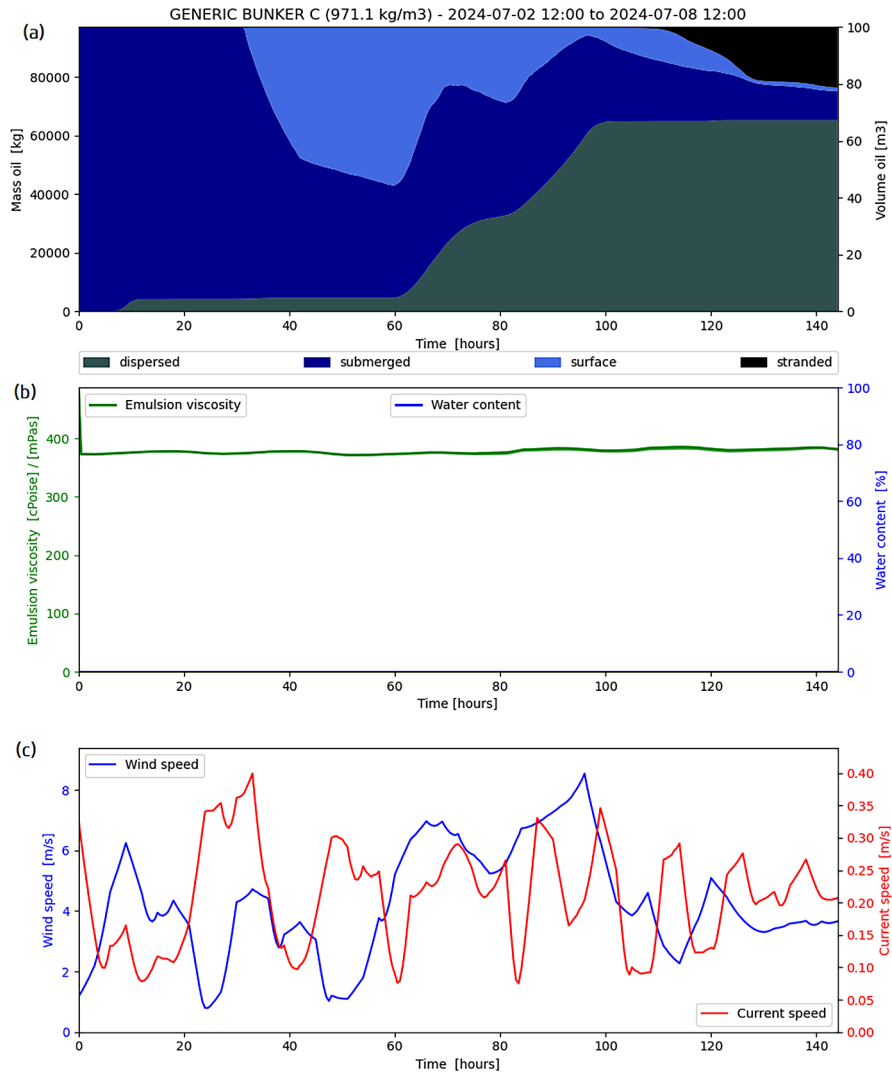 GENERIC BUNKER C (971.1 kg/m3) - 2024-07-02 12:00 to 2024-07-08 12:00
(a)
Mass oil [kg]
80000
60000
40000
20000
0
100
80
60
40
20
0
Volume oil [m3]
0 20 40 60 80 100 120 140
Time [hours]
dispersed submerged surface stranded
(b)
Emulsion viscosity [cPoise] / [mPas]
400
300
200
100
0
Emulsion viscosity
Water content
100
80
60
40
20
0
Water content [%]
0 20 40 60 80 100 120 140
Time [hours]
(c)
Wind speed [m/s]
8
6
4
2
0
Wind speed
Current speed
0.40
0.35
0.30
0.25
0.20
0.15
0.10
0.05
0.00
Current speed [m/s]
0 20 40 60 80 100 120 140
Time [hours]